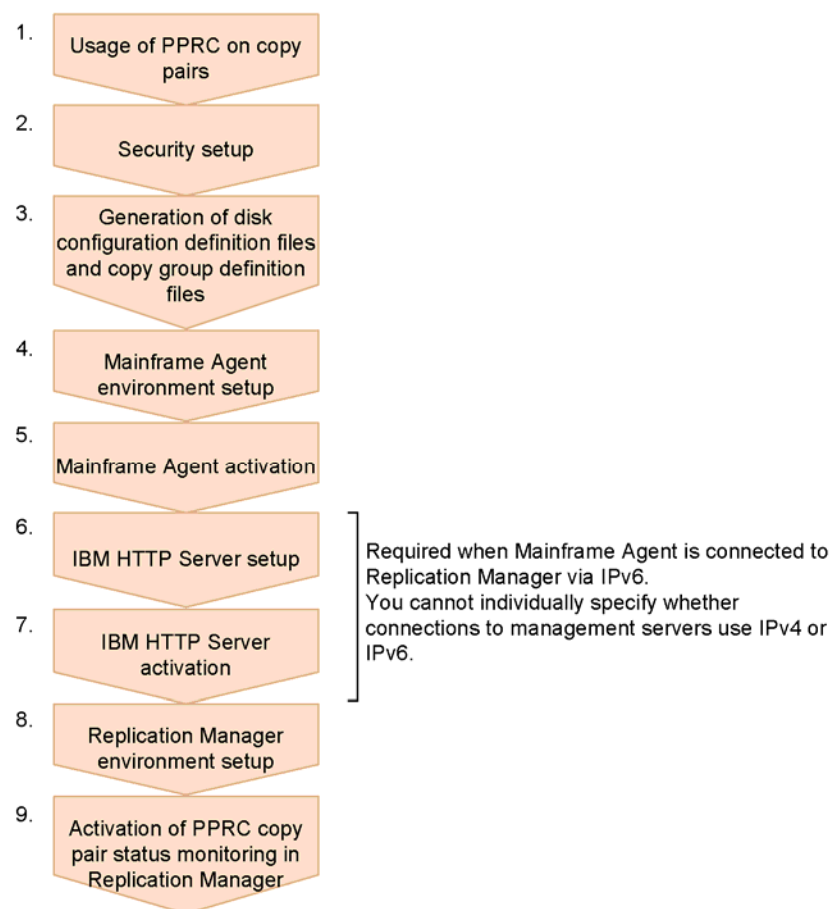 1.
Usage of PPRC on copy
pairs
2.
Security setup
3.
Generation of disk
configuration definition files
and copy group definition
files
4.
Mainframe Agent
environment setup
5.
Mainframe Agent activation
6.
IBM HTTP Server setup
7.
IBM HTTP Server
activation
Required when Mainframe Agent is connected to
Replication Manager via IPv6.
You cannot individually specify whether
connections to management servers use IPv4 or
IPv6.
8.
Replication Manager
environment setup
9.
Activation of PPRC copy
pair status monitoring in
Replication Manager